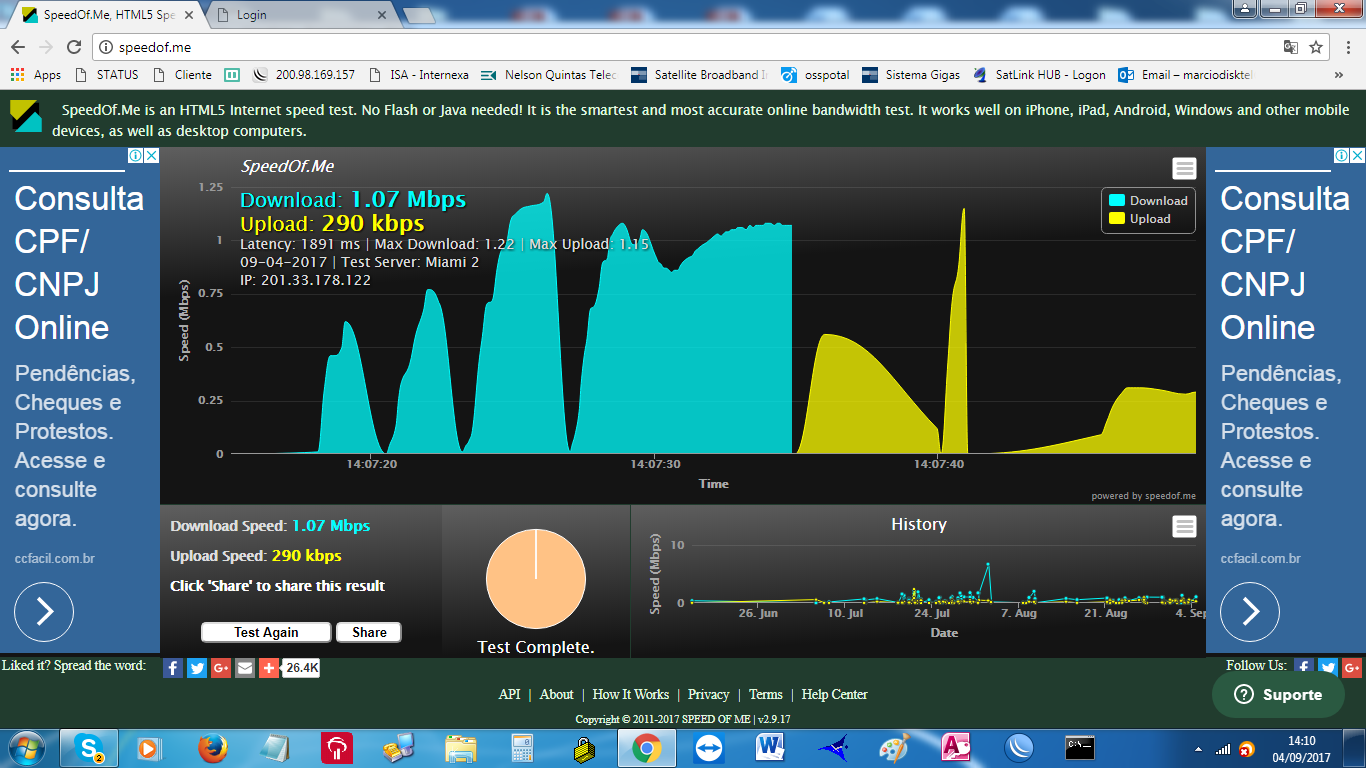 SpeedOf.Me, HTML5 Spe
Login
speedof.me
Apps
STATUS
Cliente
200.98.169.157
ISA - Internexa
Nelson Quintas Telec
Satellite Broadband I
osspotal
Sistema Gigas
SatLink HUB - Logon
Email – marciodiskte
»
SpeedOf.Me is an HTML5 Internet speed test. No Flash or Java needed! It is the smartest and most accurate online bandwidth test. It works well on iPhone, iPad, Android, Windows and other mobile
devices, as well as desktop computers.
Consulta
CPF/
CNPJ
Online
Pendências,
Cheques e
Protestos.
Acesse e
consulte
agora.
ccfacil.com.br
SpeedOf.Me
Download: 1.07 Mbps
Upload: 290 kbps
Latency: 1891 ms | Max Download: 1.22 | Max Upload: 1.15
09-04-2017 | Test Server: Miami 2
IP: 201.33.178.122
Download
Upload
Speed (Mbps)
1.25
1
0.75
0.5
0.25
0
14:07:20
14:07:30
14:07:40
Time
powered by speedof.me
Consulta
CPF/
CNPJ
Online
Pendências,
Cheques e
Protestos.
Acesse e
consulte
agora.
ccfacil.com.br
Download Speed: 1.07 Mbps
Upload Speed: 290 kbps
Click 'Share' to share this result
Test Again
Share
Test Complete.
History
Speed (Mbps)
10
0
26. Jun
10. Jul
24. Jul
7. Aug
21. Aug
4. Sep
Date
Liked it? Spread the word:
26.4K
Follow Us:
API | About | How It Works | Privacy | Terms | Help Center
Copyright © 2011-2017 SPEED OF ME | v2.9.17
Suporte
2
14:10
04/09/2017